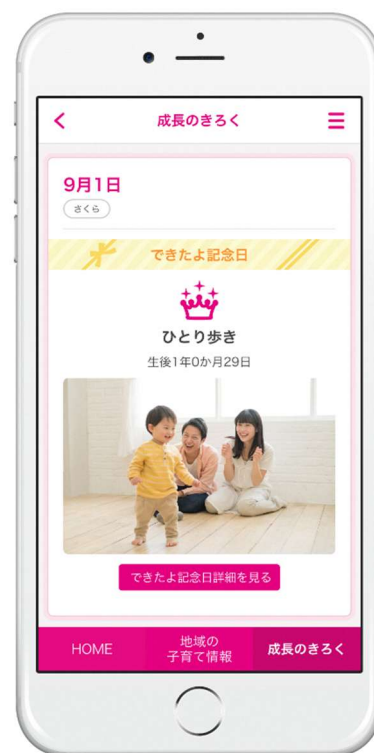 成長のきろく
9月1日
さくら
できたよ記念日
ひとり歩き
生後1年0か月29日
できたよ記念日詳細を見る
HOME
地域の
子育て情報
成長のきろく